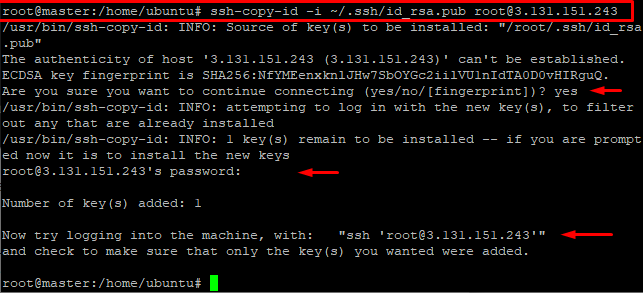 root@master:/home/ubuntu# ssh-copy-id -i ~/.ssh/id_rsa.pub root@3.131.151.243
/usr/bin/ssh-copy-id: INFO: Source of key(s) to be installed: "/root/.ssh/id_rsa
.pub"
The authenticity of host '3.131.151.243 (3.131.151.243)' can't be established.
ECDSA key fingerprint is SHA256:NfYMEenxknlJHw7SbOYGc2iilVUlnIdTA0D0vHIRguQ.
Are you sure you want to continue connecting (yes/no/[fingerprint])? yes
/usr/bin/ssh-copy-id: INFO: attempting to log in with the new key(s), to filter
out any that are already installed
/usr/bin/ssh-copy-id: INFO: 1 key(s) remain to be installed -- if you are prompt
ed now it is to install the new keys
root@3.131.151.243's password:
Number of key(s) added: 1
Now try logging into the machine, with:   "ssh 'root@3.131.151.243'"
and check to make sure that only the key(s) you wanted were added.
root@master:/home/ubuntu#